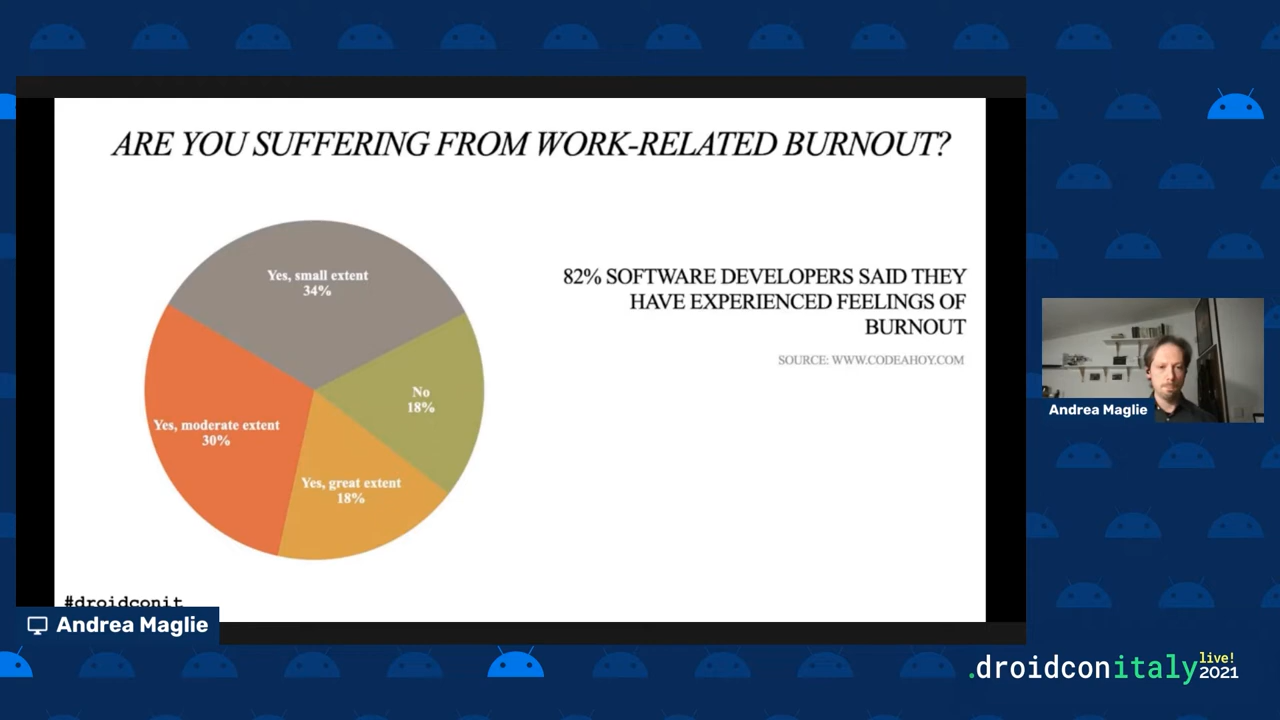 ARE YOU SUFFERING FROM WORK-RELATED BURNOUT?
Yes, small extent
34%
No
18%
Yes, moderate extent
30%
Yes, great extent
18%
82% SOFTWARE DEVELOPERS SAID THEY
HAVE EXPERIENCED FEELINGS OF
BURNOUT
SOURCE: WWW.CODEAHOY.COM
Andrea Maglie
#droidconit
Andrea Maglie
.droidconitaly live! 2021